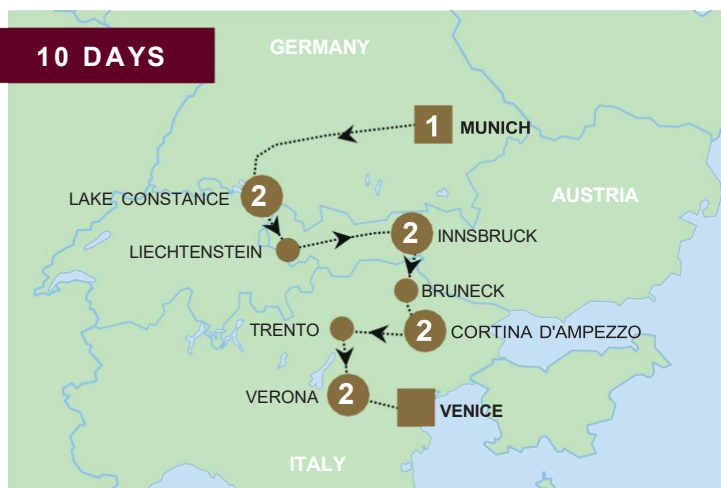 GERMANY
10 DAYS
1 MUNICH
LAKE CONSTANCE 2
AUSTRIA
2 INNSBRUCK
LIECHTENSTEIN
BRUNECK
TRENTO
2 CORTINA D'AMPEZZO
VERONA 2
VENICE
ITALY